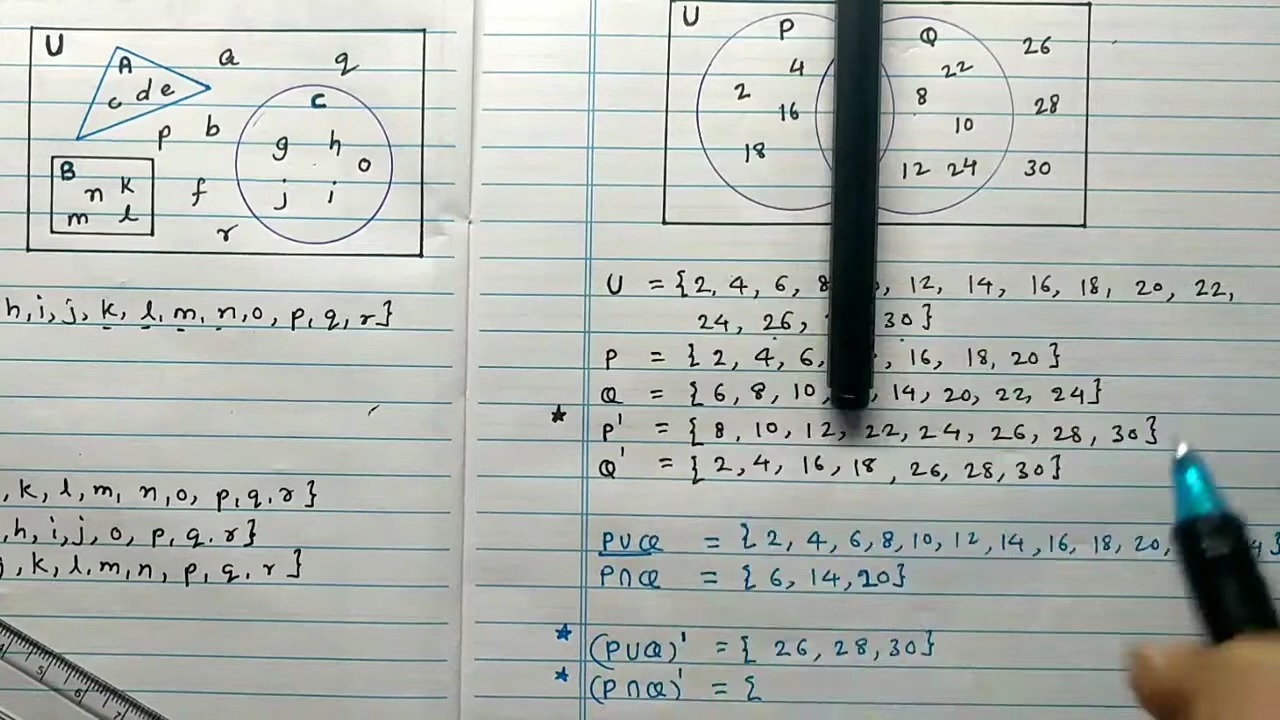 U
A
c d e
a
q
p
b
C
g h
o
j i
B
n k
m l
f
r
h, i, j, k, l, m, n, o, p, q, r}
, k, l, m, n, o, p, q, r}
, h, i, j, o, p, q, r}
, k, l, m, n, p, q, r}
U
P
4
2
16
18
Q
22
8
10
12 24
26
28
30
U = {2, 4, 6, 8 , 12, 14, 16, 18, 20, 22,
24, 26, 30}
P = {2, 4, 6, , 16, 18, 20}
Q = {6, 8, 10, , 14, 20, 22, 24}
* P' = {8, 10, 12, 22, 24, 26, 28, 30}
Q' = {2, 4, 16, 18, 26, 28, 30}
P∪Q = {2, 4, 6, 8, 10, 12, 14, 16, 18, 20, }
P∩Q = {6, 14, 20}
* (P∪Q)' = {26, 28, 30}
* (P∩Q)' = {
5 6 7